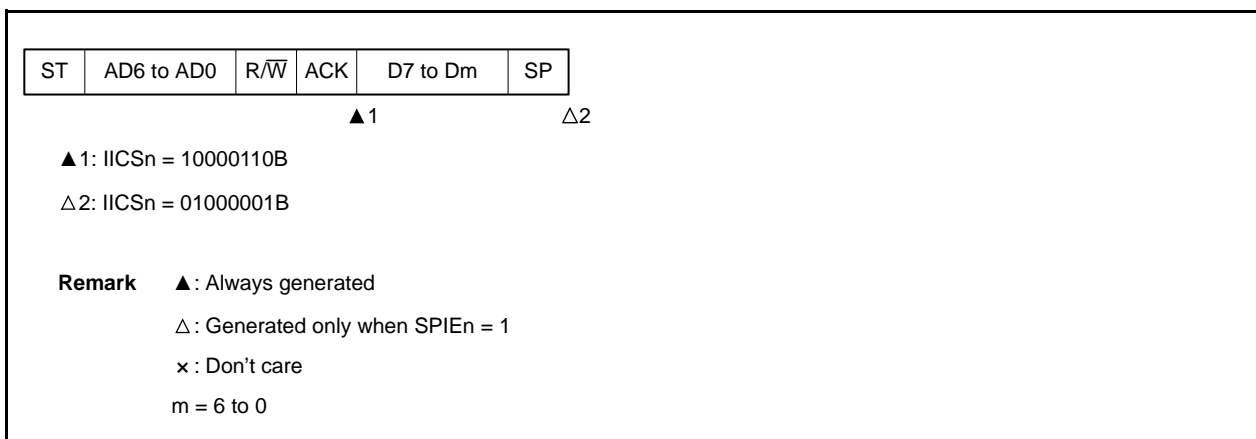 ST AD6 to AD0 R/W̅ ACK D7 to Dm SP
▲1 △2
▲1: IICSn = 10000110B
△2: IICSn = 01000001B
Remark ▲: Always generated
△: Generated only when SPIEn = 1
×: Don't care
m = 6 to 0